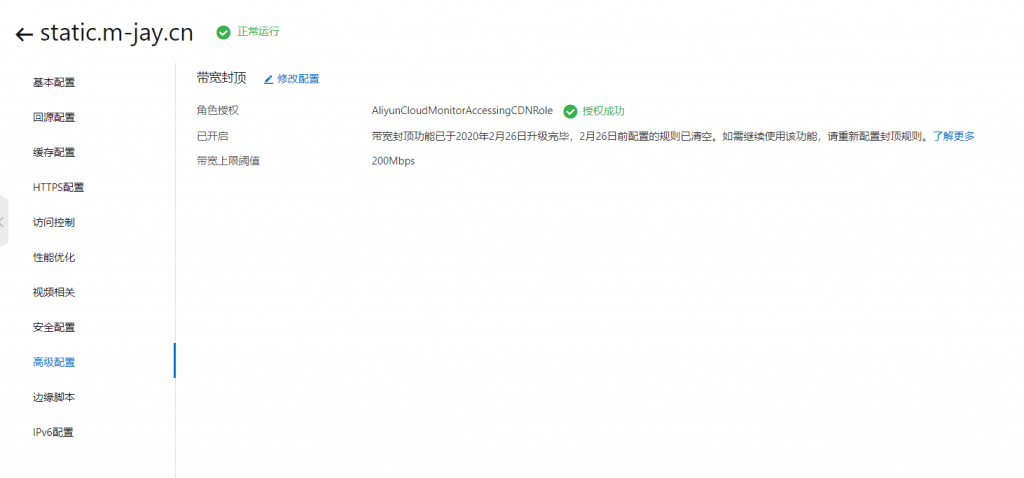 static.m-jay.cn 正常运行
基本配置
回源配置
缓存配置
HTTPS配置
访问控制
性能优化
视频相关
安全配置
高级配置
边缘脚本
IPv6配置
带宽封顶 修改配置
角色授权 AliyunCloudMonitorAccessingCDNRole 授权成功
已开启 带宽封顶功能已于2020年2月26日升级完毕，2月26日前配置的规则已清空。如需继续使用该功能，请重新配置封顶规则。了解更多
带宽上限阈值 200Mbps